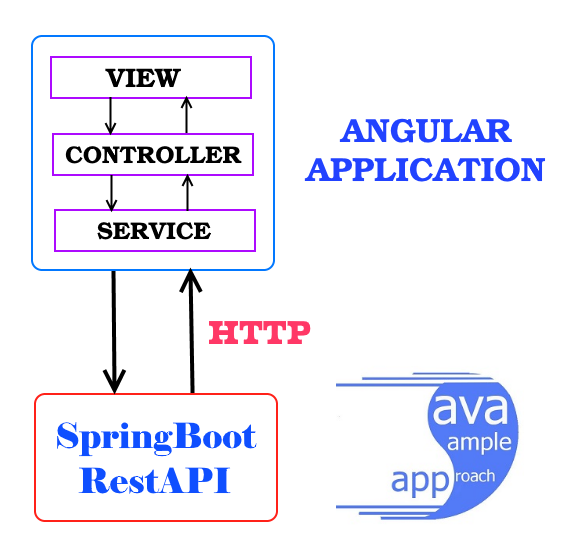 VIEW
CONTROLLER
SERVICE
ANGULAR
APPLICATION
HTTP
SpringBoot
RestAPI
ava
ample
app roach